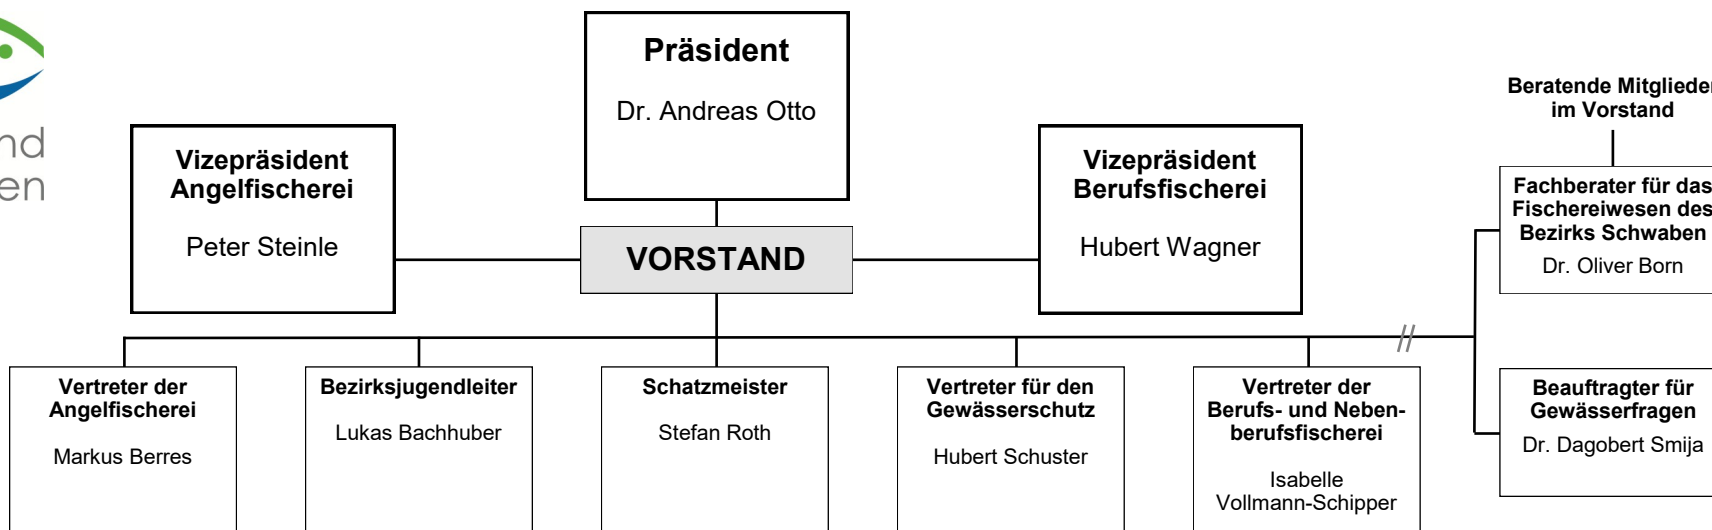 Präsident
Dr. Andreas Otto
Vizepräsident
Angelfischerei
Peter Steinle
Vizepräsident
Berufsfischerei
Hubert Wagner
VORSTAND
Beratende Mitglieder
im Vorstand
Fachberater für das
Fischereiwesen des
Bezirks Schwaben
Dr. Oliver Born
Vertreter der
Angelfischerei
Markus Berres
Bezirksjugendleiter
Lukas Bachhuber
Schatzmeister
Stefan Roth
Vertreter für den
Gewässerschutz
Hubert Schuster
Vertreter der
Berufs- und Neben-
berufsfischerei
Isabelle
Vollmann-Schipper
Beauftragter für
Gewässerfragen
Dr. Dagobert Smija